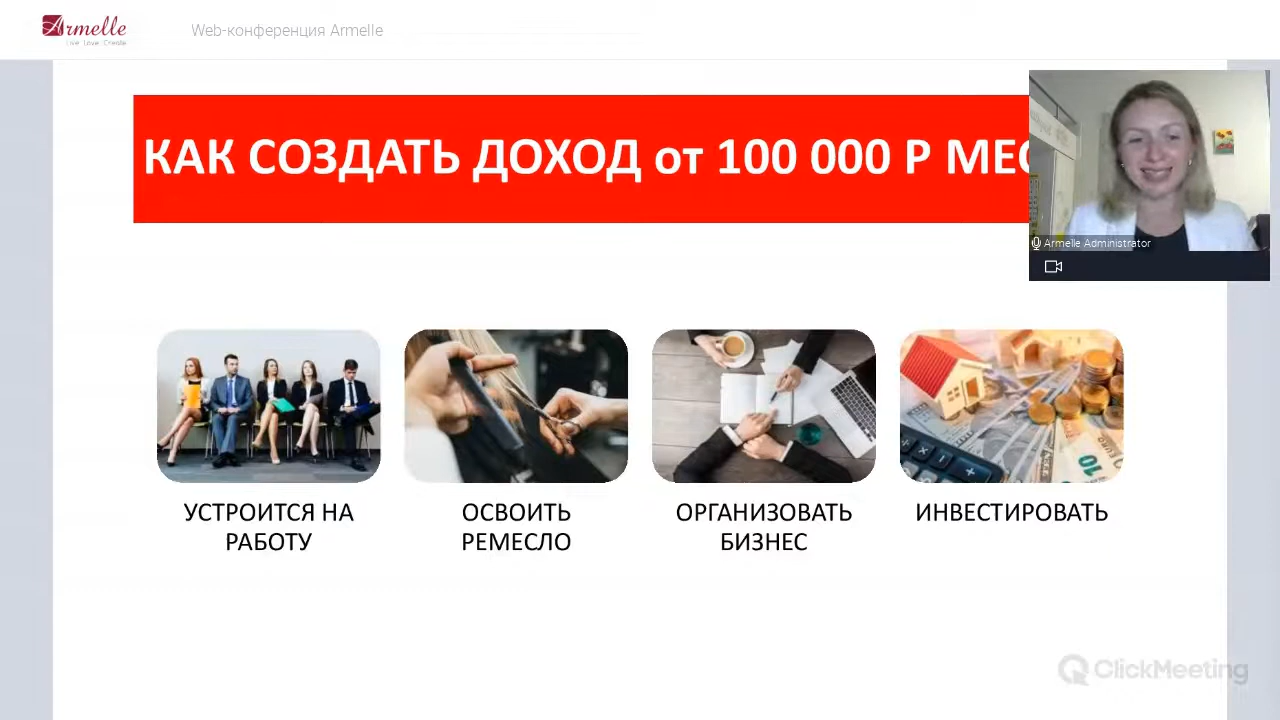 Armelle
Live Love Create
Web-конференция Armelle
КАК СОЗДАТЬ ДОХОД от 100 000 Р МЕС
Armelle Administrator
УСТРОИТСЯ НА
РАБОТУ
ОСВОИТЬ
РЕМЕСЛО
ОРГАНИЗОВАТЬ
БИЗНЕС
ИНВЕСТИРОВАТЬ
10
ClickMeeting